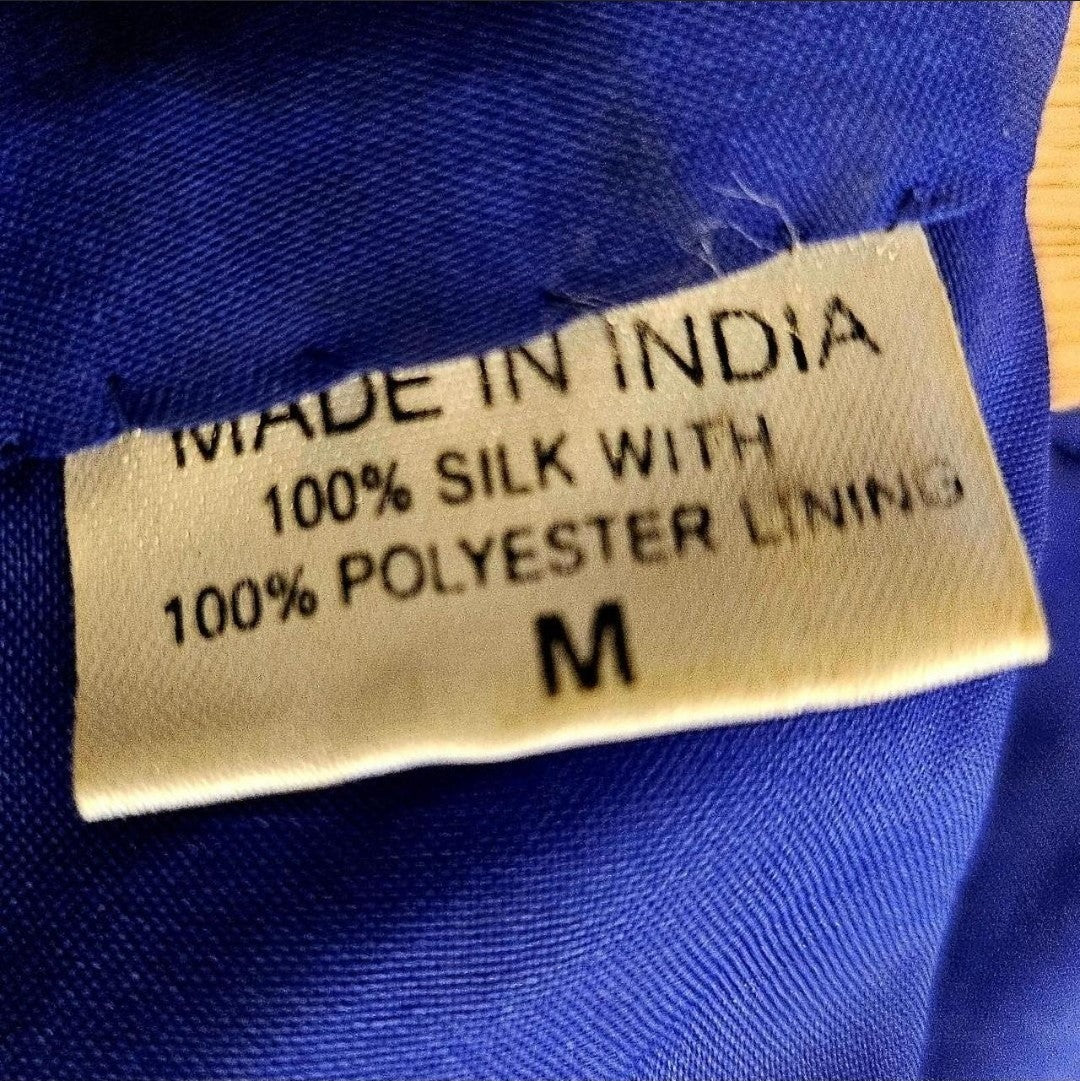 MADE IN INDIA
100% SILK WITH
100% POLYESTER LINING
M